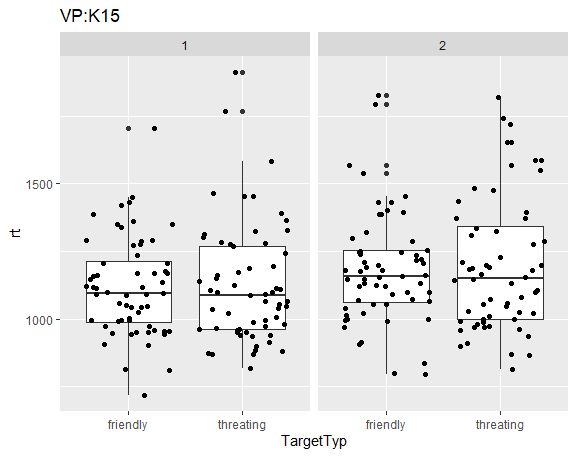 VP:K15
1
2
1500
1000
rt
friendly
threating
friendly
threating
TargetTyp